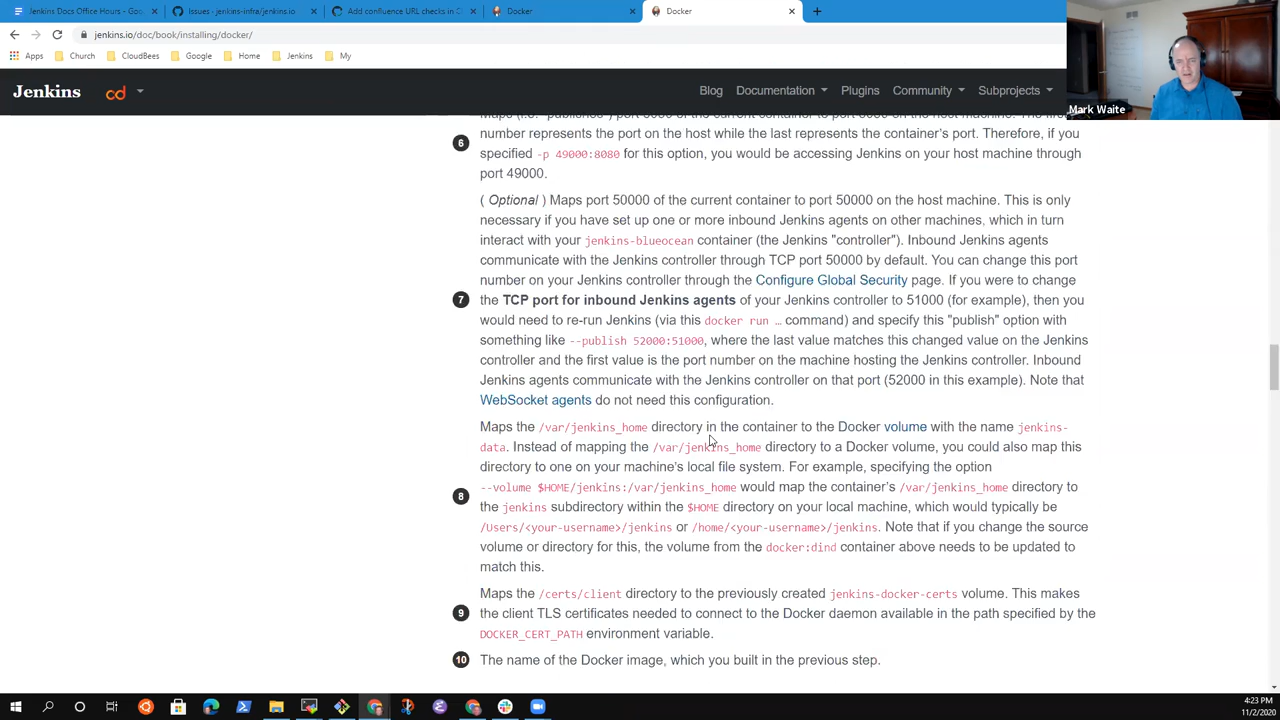 Jenkins Docs Office Hours - Goo
Issues · jenkins-infra/jenkins.io
Add confluence URL checks in
Docker
Docker
jenkins.io/doc/book/installing/docker/
Apps Church CloudBees Google Home Jenkins My
Mark Waite
Jenkins cd Blog Documentation Plugins Community Subprojects
number represents the port on the host while the last represents the container's port. Therefore, if you
6
specified -p 49000:8080 for this option, you would be accessing Jenkins on your host machine through
port 49000.
( Optional ) Maps port 50000 of the current container to port 50000 on the host machine. This is only
necessary if you have set up one or more inbound Jenkins agents on other machines, which in turn
interact with your jenkins-blueocean container (the Jenkins "controller"). Inbound Jenkins agents
communicate with the Jenkins controller through TCP port 50000 by default. You can change this port
number on your Jenkins controller through the Configure Global Security page. If you were to change
7
the TCP port for inbound Jenkins agents of your Jenkins controller to 51000 (for example), then you
would need to re-run Jenkins (via this docker run … command) and specify this "publish" option with
something like --publish 52000:51000, where the last value matches this changed value on the Jenkins
controller and the first value is the port number on the machine hosting the Jenkins controller. Inbound
Jenkins agents communicate with the Jenkins controller on that port (52000 in this example). Note that
WebSocket agents do not need this configuration.
Maps the /var/jenkins_home directory in the container to the Docker volume with the name jenkins-
data. Instead of mapping the /var/jenkins_home directory to a Docker volume, you could also map this
directory to one on your machine's local file system. For example, specifying the option
--volume $HOME/jenkins:/var/jenkins_home would map the container's /var/jenkins_home directory to
8
the jenkins subdirectory within the $HOME directory on your local machine, which would typically be
/Users/<your-username>/jenkins or /home/<your-username>/jenkins. Note that if you change the source
volume or directory for this, the volume from the docker:dind container above needs to be updated to
match this.
Maps the /certs/client directory to the previously created jenkins-docker-certs volume. This makes
9
the client TLS certificates needed to connect to the Docker daemon available in the path specified by the
DOCKER_CERT_PATH environment variable.
10
The name of the Docker image, which you built in the previous step.
4:23 PM
11/2/2020